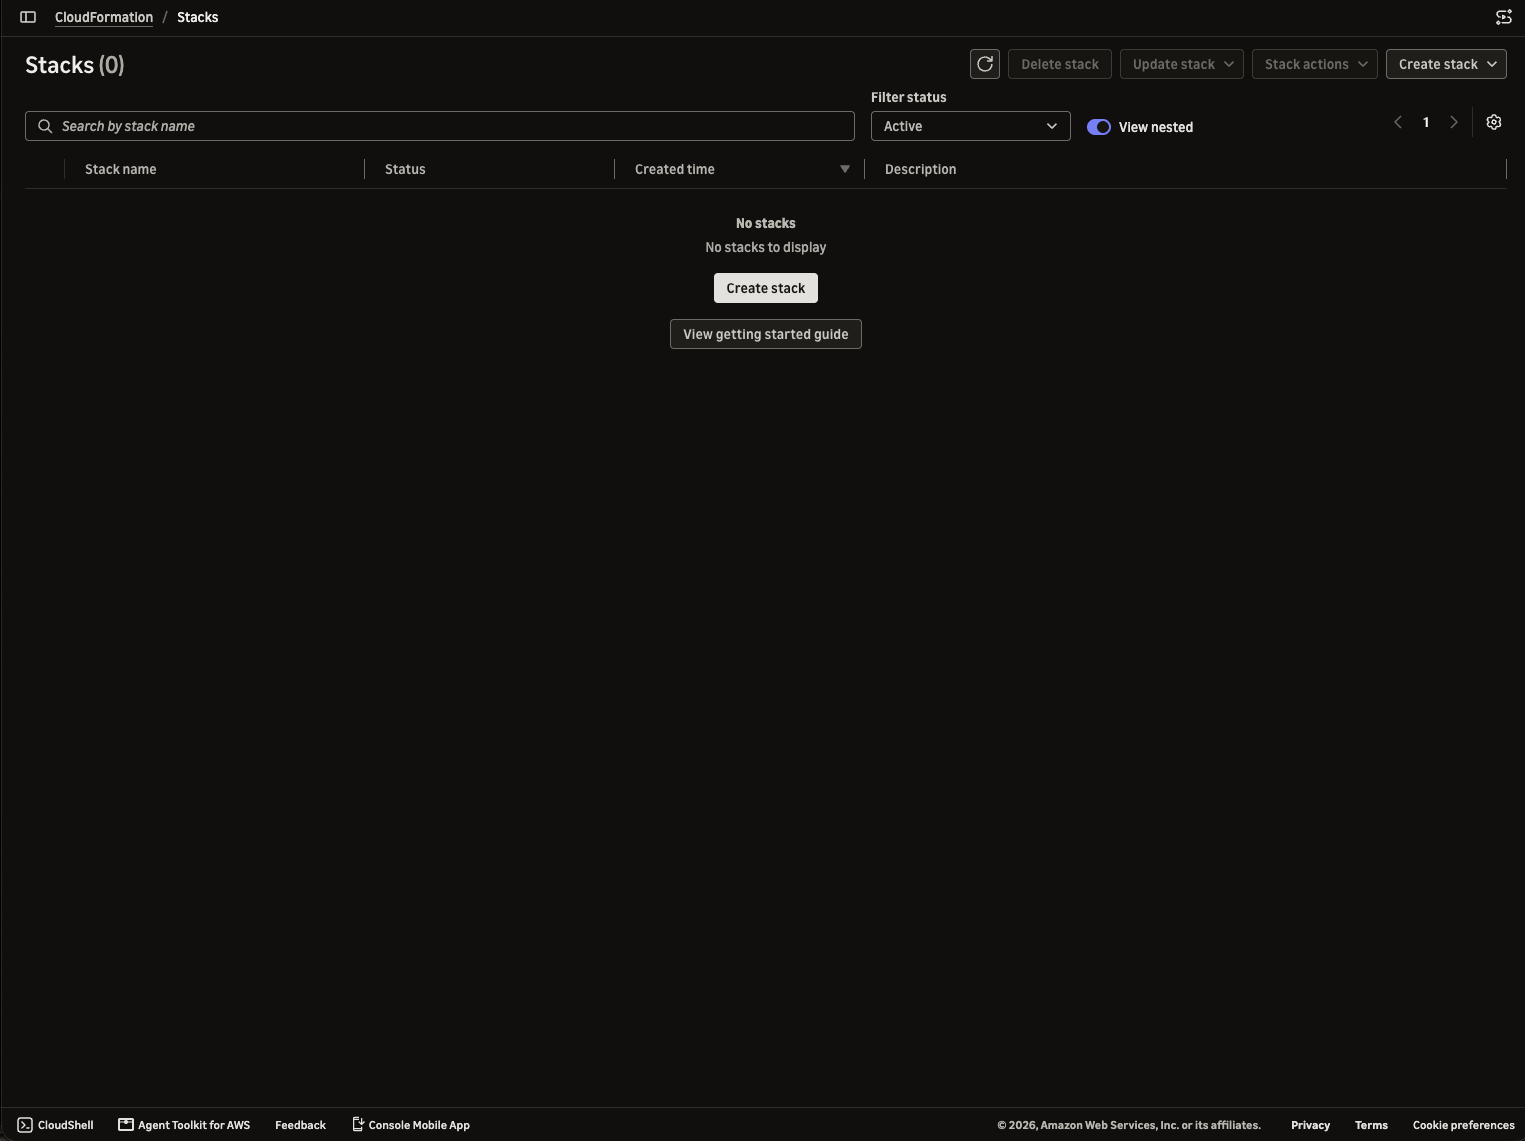 CloudFormation / Stacks
Stacks (0)
Delete stack
Update stack
Stack actions
Create stack
Filter status
Search by stack name
Active
View nested
1
Stack name
Status
Created time
Description
No stacks
No stacks to display
Create stack
View getting started guide
CloudShell
Agent Toolkit for AWS
Feedback
Console Mobile App
© 2026, Amazon Web Services, Inc. or its affiliates.
Privacy
Terms
Cookie preferences